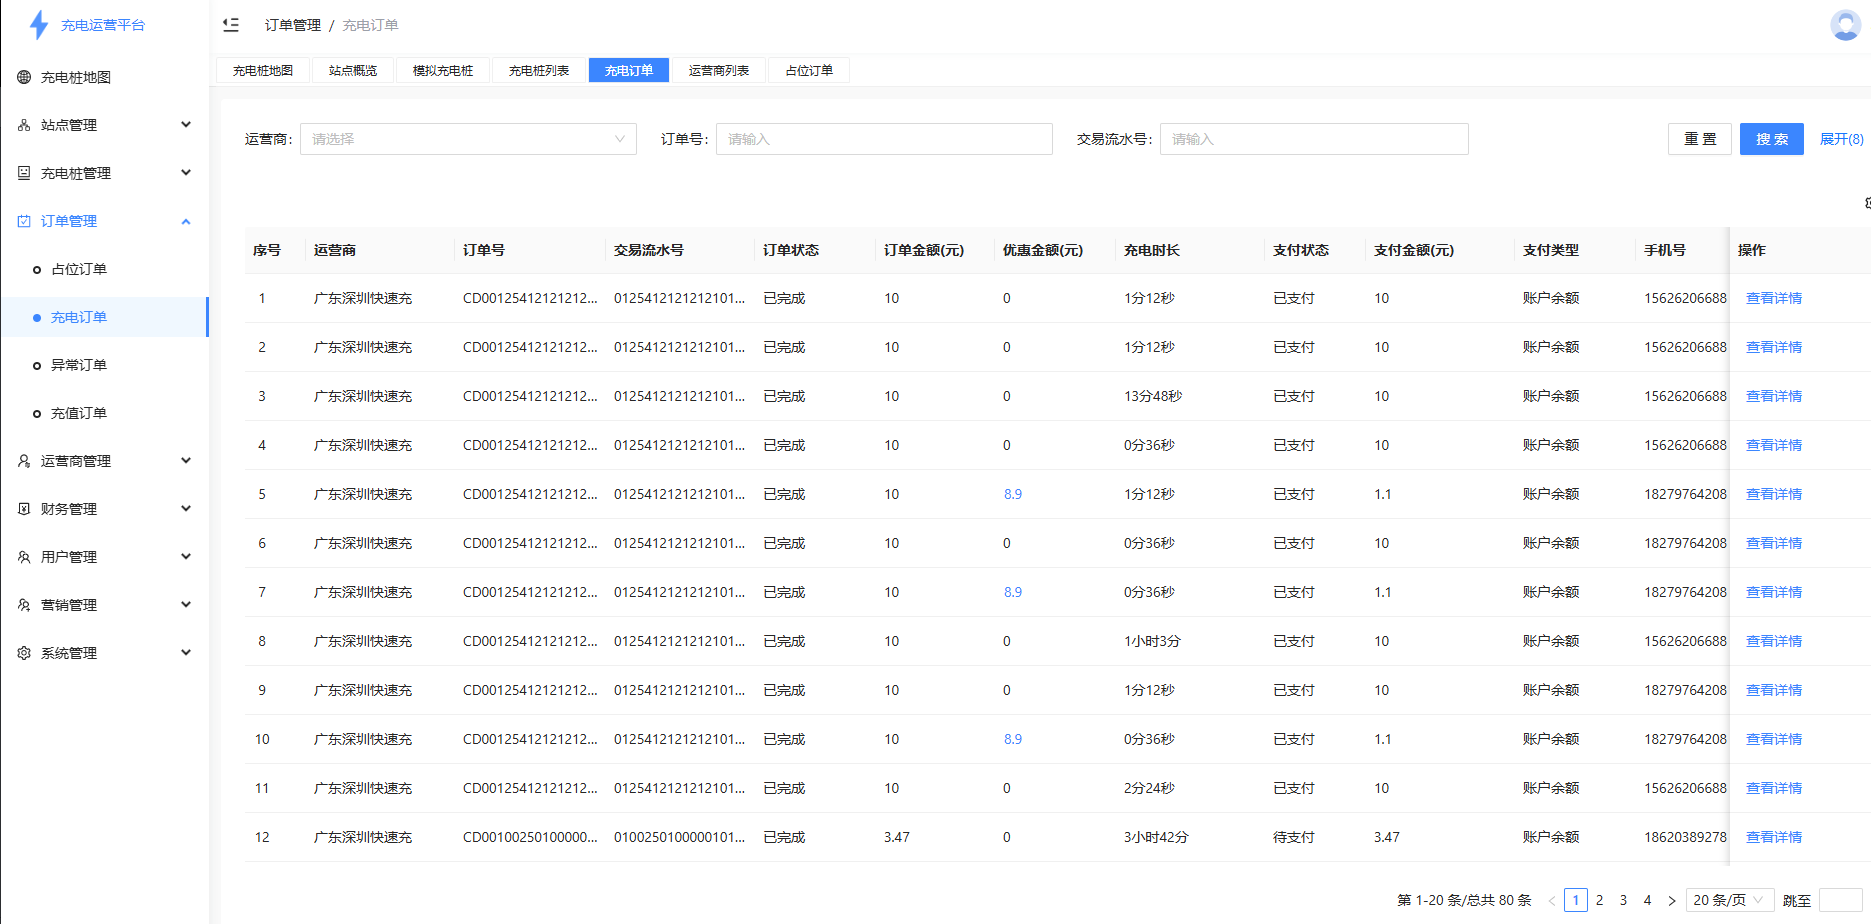 充电运营平台
订单管理 / 充电订单
充电桩地图
站点管理
充电桩管理
订单管理
占位订单
充电订单
异常订单
充值订单
运营商管理
财务管理
用户管理
营销管理
系统管理
充电桩地图 站点概览 模拟充电桩 充电桩列表 充电订单 运营商列表 占位订单
运营商: 请选择 订单号: 请输入 交易流水号: 请输入 重 置 搜 索 展开(8)
序号 运营商 订单号 交易流水号 订单状态 订单金额(元) 优惠金额(元) 充电时长 支付状态 支付金额(元) 支付类型 手机号 操作
1 广东深圳快速充 CD00125412121212... 0125412121212101... 已完成 10 0 1分12秒 已支付 10 账户余额 15626206688 查看详情
2 广东深圳快速充 CD00125412121212... 0125412121212101... 已完成 10 0 1分12秒 已支付 10 账户余额 15626206688 查看详情
3 广东深圳快速充 CD00125412121212... 0125412121212101... 已完成 10 0 13分48秒 已支付 10 账户余额 15626206688 查看详情
4 广东深圳快速充 CD00125412121212... 0125412121212101... 已完成 10 0 0分36秒 已支付 10 账户余额 15626206688 查看详情
5 广东深圳快速充 CD00125412121212... 0125412121212101... 已完成 10 8.9 1分12秒 已支付 1.1 账户余额 18279764208 查看详情
6 广东深圳快速充 CD00125412121212... 0125412121212101... 已完成 10 0 0分36秒 已支付 10 账户余额 18279764208 查看详情
7 广东深圳快速充 CD00125412121212... 0125412121212101... 已完成 10 8.9 0分36秒 已支付 1.1 账户余额 18279764208 查看详情
8 广东深圳快速充 CD00125412121212... 0125412121212101... 已完成 10 0 1小时3分 已支付 10 账户余额 15626206688 查看详情
9 广东深圳快速充 CD00125412121212... 0125412121212101... 已完成 10 0 1分12秒 已支付 10 账户余额 18279764208 查看详情
10 广东深圳快速充 CD00125412121212... 0125412121212101... 已完成 10 8.9 0分36秒 已支付 1.1 账户余额 18279764208 查看详情
11 广东深圳快速充 CD00125412121212... 0125412121212101... 已完成 10 0 2分24秒 已支付 10 账户余额 15626206688 查看详情
12 广东深圳快速充 CD00100250100000... 0100250100000101... 已完成 3.47 0 3小时42分 待支付 3.47 账户余额 18620389278 查看详情
第 1-20 条/总共 80 条 < 1 2 3 4 > 20 条/页 跳至